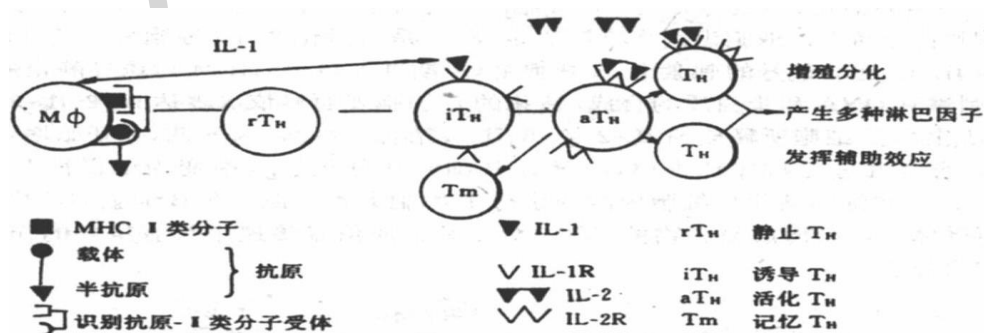 IL-1
Mφ
rTH
iTH
aTH
TH
TH
Tm
增殖分化
产生多种淋巴因子
发挥辅助效应
MHC Ⅱ类分子
载体
半抗原
抗原
识别抗原-Ⅱ类分子受体
IL-1
IL-1R
IL-2
IL-2R
rTH 静止 TH
iTH 诱导 TH
aTH 活化 TH
Tm 记忆 TH